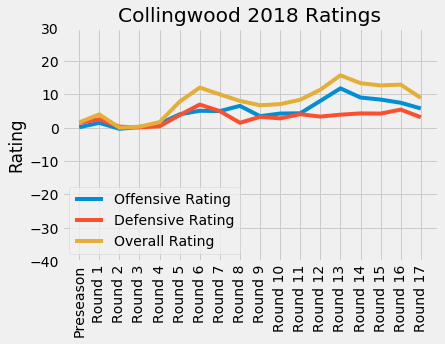 Collingwood 2018 Ratings
30
20
10
0
−10
−20
−30
−40
Rating
Offensive Rating
Defensive Rating
Overall Rating
Preseason
Round 1
Round 2
Round 3
Round 4
Round 5
Round 6
Round 7
Round 8
Round 9
Round 10
Round 11
Round 12
Round 13
Round 14
Round 15
Round 16
Round 17